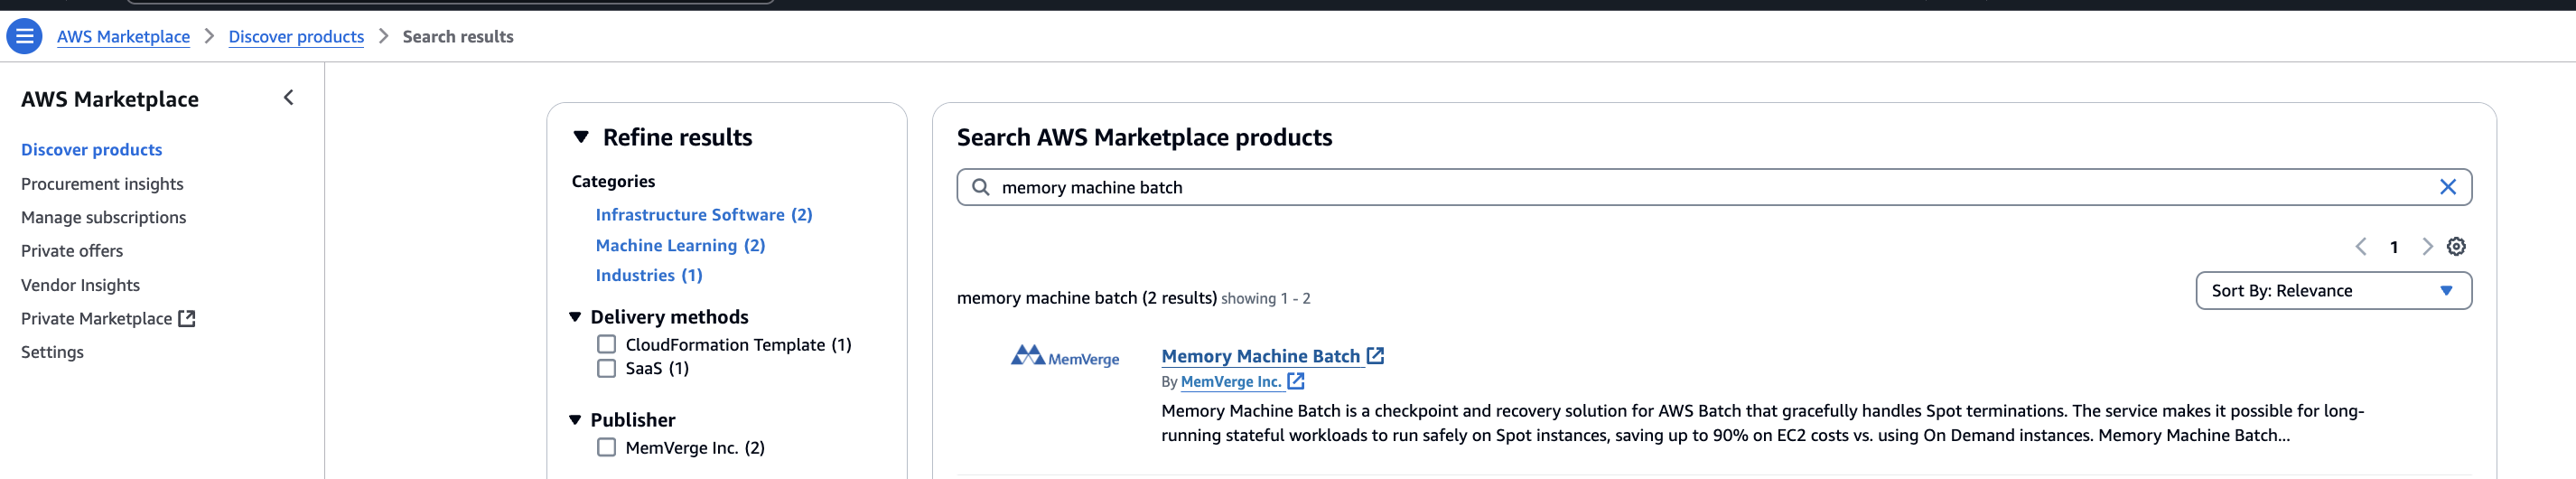 AWS Marketplace > Discover products > Search results
AWS Marketplace
Discover products
Procurement insights
Manage subscriptions
Private offers
Vendor Insights
Private Marketplace
Settings
Refine results
Categories
Infrastructure Software (2)
Machine Learning (2)
Industries (1)
Delivery methods
CloudFormation Template (1)
SaaS (1)
Publisher
MemVerge Inc. (2)
Search AWS Marketplace products
memory machine batch
1
memory machine batch (2 results) showing 1 - 2
Sort By: Relevance
MemVerge
Memory Machine Batch
By MemVerge Inc.
Memory Machine Batch is a checkpoint and recovery solution for AWS Batch that gracefully handles Spot terminations. The service makes it possible for long-
running stateful workloads to run safely on Spot instances, saving up to 90% on EC2 costs vs. using On Demand instances. Memory Machine Batch...